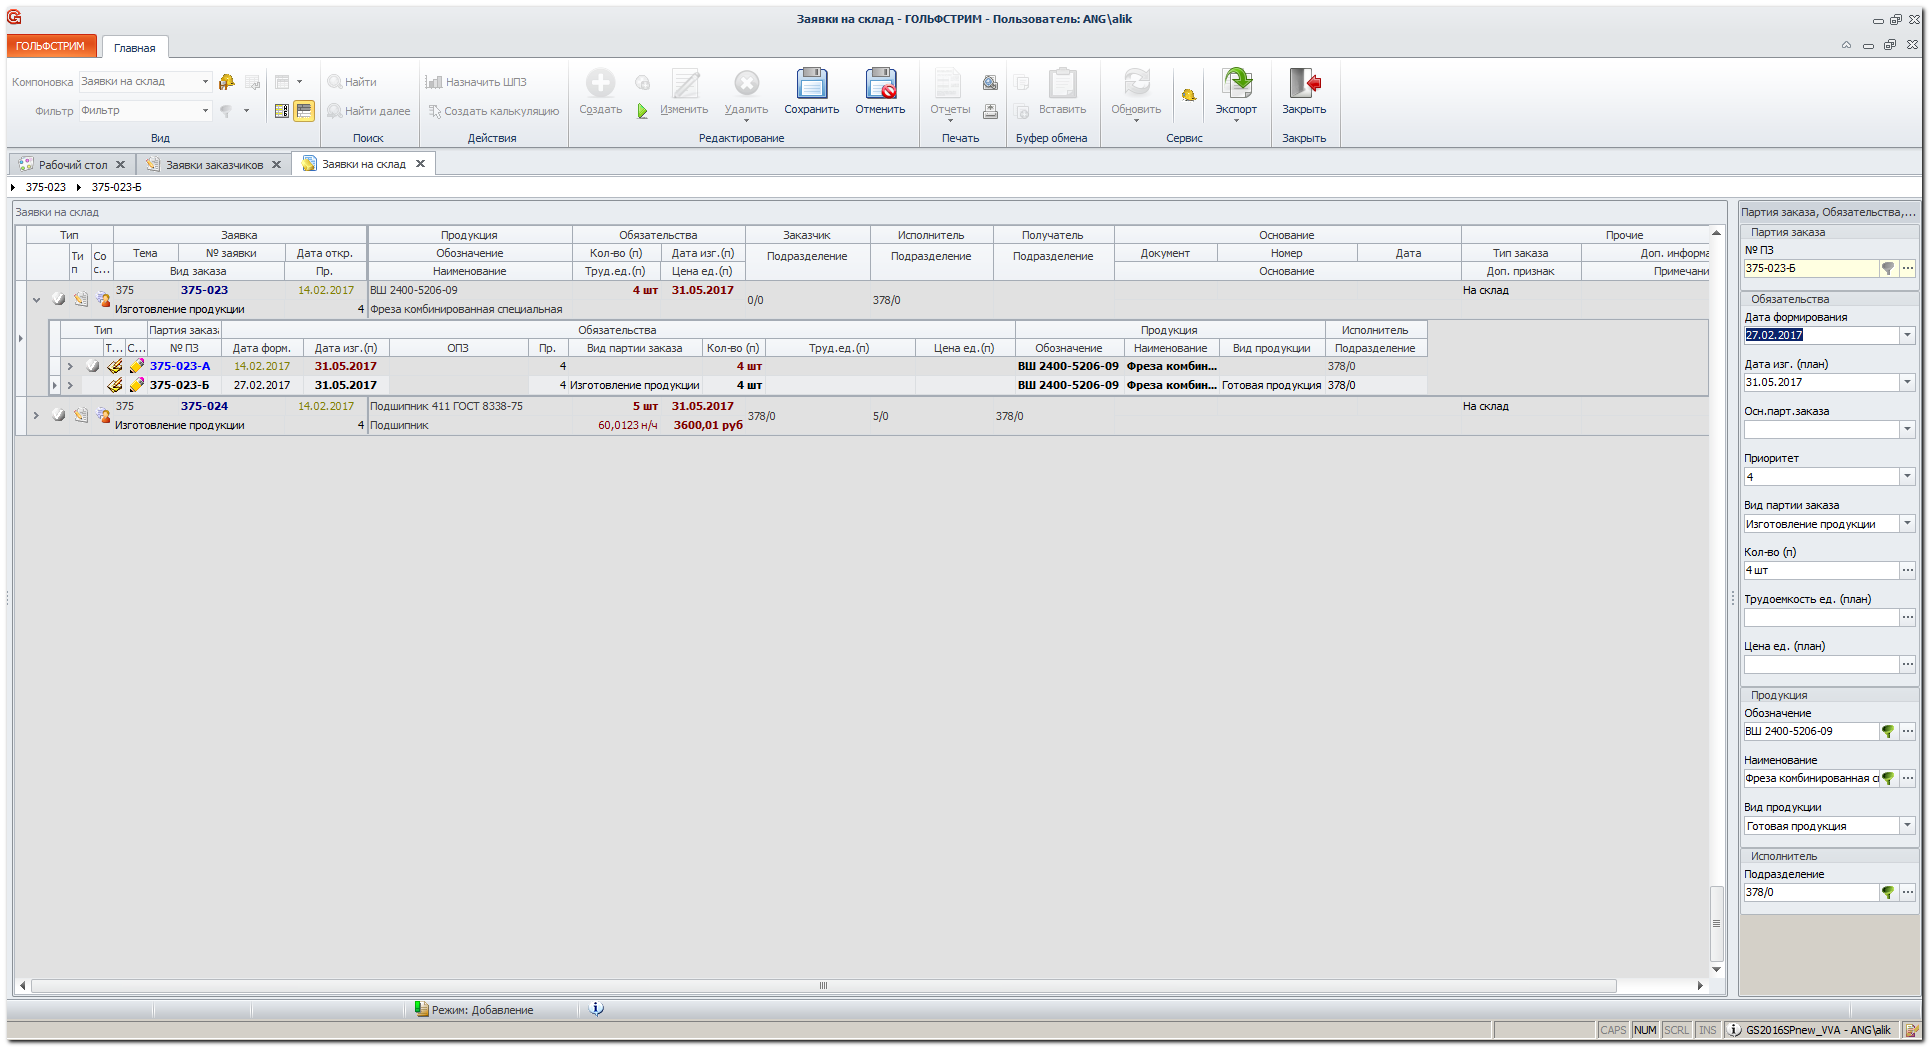 Заявки на склад - ГОЛЬФСТРИМ - Пользователь: ANG\alik
ГОЛЬФСТРИМ Главная
Компоновка Заявки на склад Найти Назначить ШПЗ
Фильтр Фильтр Найти далее Создать калькуляцию Создать Изменить Удалить Сохранить Отменить Отчеты Вставить Обновить Экспорт Закрыть
Вид Поиск Действия Редактирование Печать Буфер обмена Сервис Закрыть
Рабочий стол Заявки заказчиков Заявки на склад
375-023 375-023-Б
Заявки на склад
Тип Заявка Продукция Обязательства Заказчик Исполнитель Получатель Основание Прочие
Ти п Со с... Тема № заявки Дата откр. Обозначение Кол-во (п) Дата изг.(п) Подразделение Подразделение Подразделение Документ Номер Дата Тип заказа Доп. информа
Вид заказа Пр. Наименование Труд.ед.(п) Цена ед.(п) Основание Доп. признак Примечани
375 375-023 14.02.2017 ВШ 2400-5206-09 4 шт 31.05.2017 0/0 378/0 На склад
Изготовление продукции 4 Фреза комбинированная специальная
Тип Партия заказа Обязательства Продукция Исполнитель
Т... С... № ПЗ Дата форм. Дата изг.(п) ОПЗ Пр. Вид партии заказа Кол-во (п) Труд.ед.(п) Цена ед.(п) Обозначение Наименование Вид продукции Подразделение
375-023-А 14.02.2017 31.05.2017 4 4 шт ВШ 2400-5206-09 Фреза комбин... 378/0
375-023-Б 27.02.2017 31.05.2017 4 Изготовление продукции 4 шт ВШ 2400-5206-09 Фреза комбин... Готовая продукция 378/0
375 375-024 14.02.2017 Подшипник 411 ГОСТ 8338-75 5 шт 31.05.2017 378/0 5/0 378/0 На склад
Изготовление продукции 4 Подшипник 60,0123 н/ч 3600,01 руб
Партия заказа, Обязательства,...
Партия заказа
№ ПЗ
375-023-Б
Обязательства
Дата формирования
27.02.2017
Дата изг. (план)
31.05.2017
Осн.парт.заказа
Приоритет
4
Вид партии заказа
Изготовление продукции
Кол-во (п)
4 шт
Трудоемкость ед. (план)
Цена ед. (план)
Продукция
Обозначение
ВШ 2400-5206-09
Наименование
Фреза комбинированная с
Вид продукции
Готовая продукция
Исполнитель
Подразделение
378/0
Режим: Добавление
CAPS NUM SCRL INS GS2016SPnew_VVA - ANG\alik